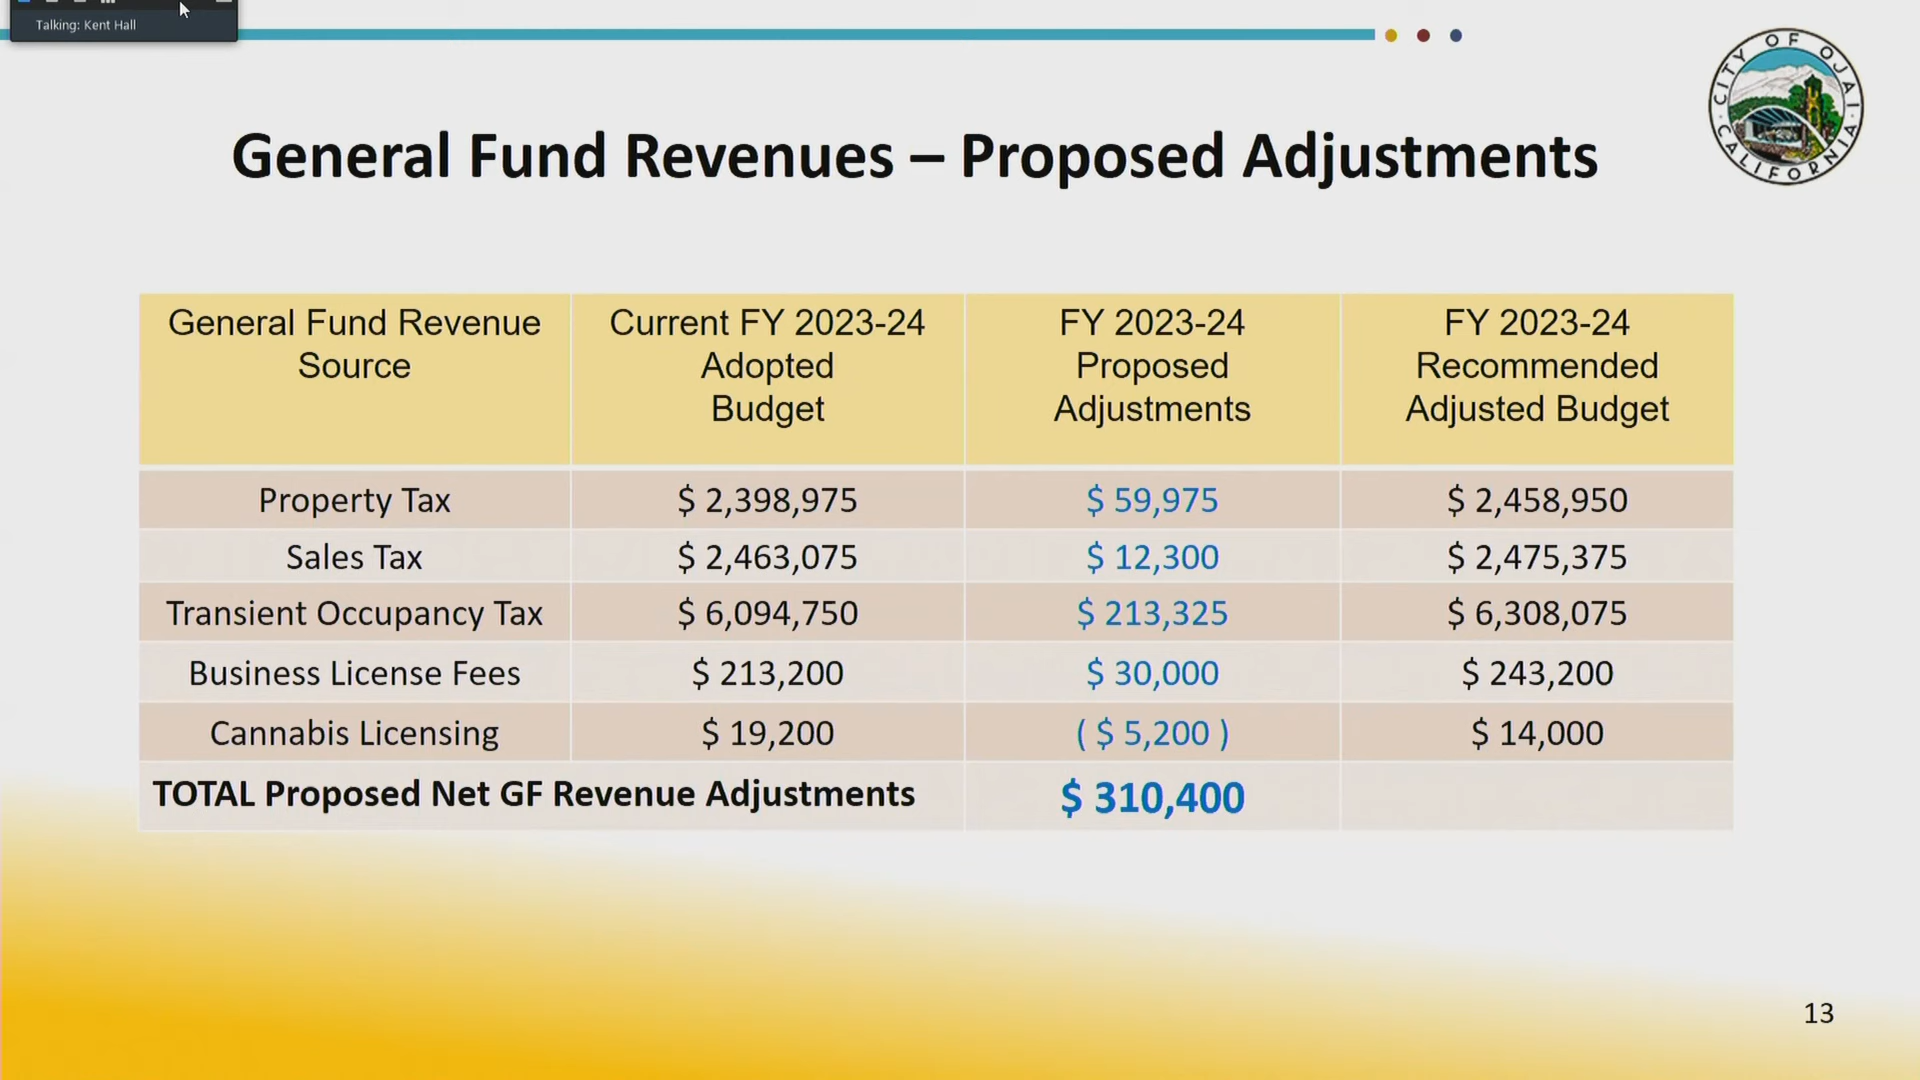 Talking: Kent Hall
CITY OF OJAI
CALIFORNIA
General Fund Revenues – Proposed Adjustments
General Fund Revenue
Source
Current FY 2023-24
Adopted
Budget
FY 2023-24
Proposed
Adjustments
FY 2023-24
Recommended
Adjusted Budget
Property Tax $ 2,398,975 $ 59,975 $ 2,458,950
Sales Tax $ 2,463,075 $ 12,300 $ 2,475,375
Transient Occupancy Tax $ 6,094,750 $ 213,325 $ 6,308,075
Business License Fees $ 213,200 $ 30,000 $ 243,200
Cannabis Licensing $ 19,200 ( $ 5,200 ) $ 14,000
TOTAL Proposed Net GF Revenue Adjustments $ 310,400
13